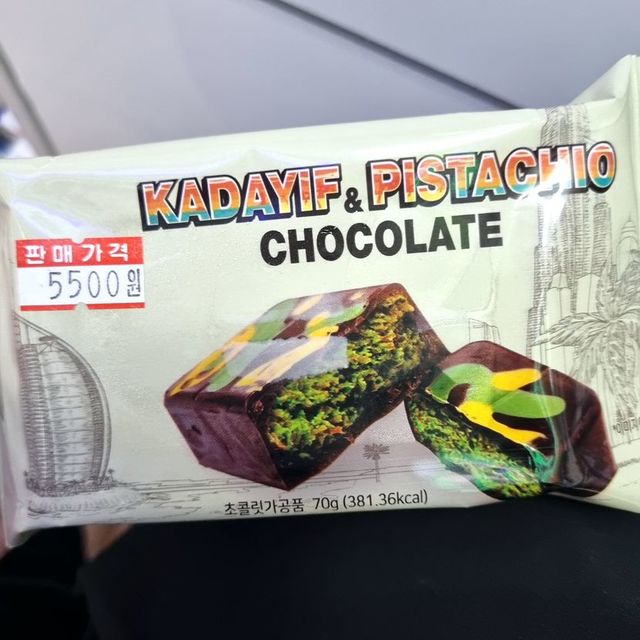 KADAYIF & PISTACHIO
CHOCOLATE
판매가격
5500원
초콜릿가공품 70g (381.36kcal)